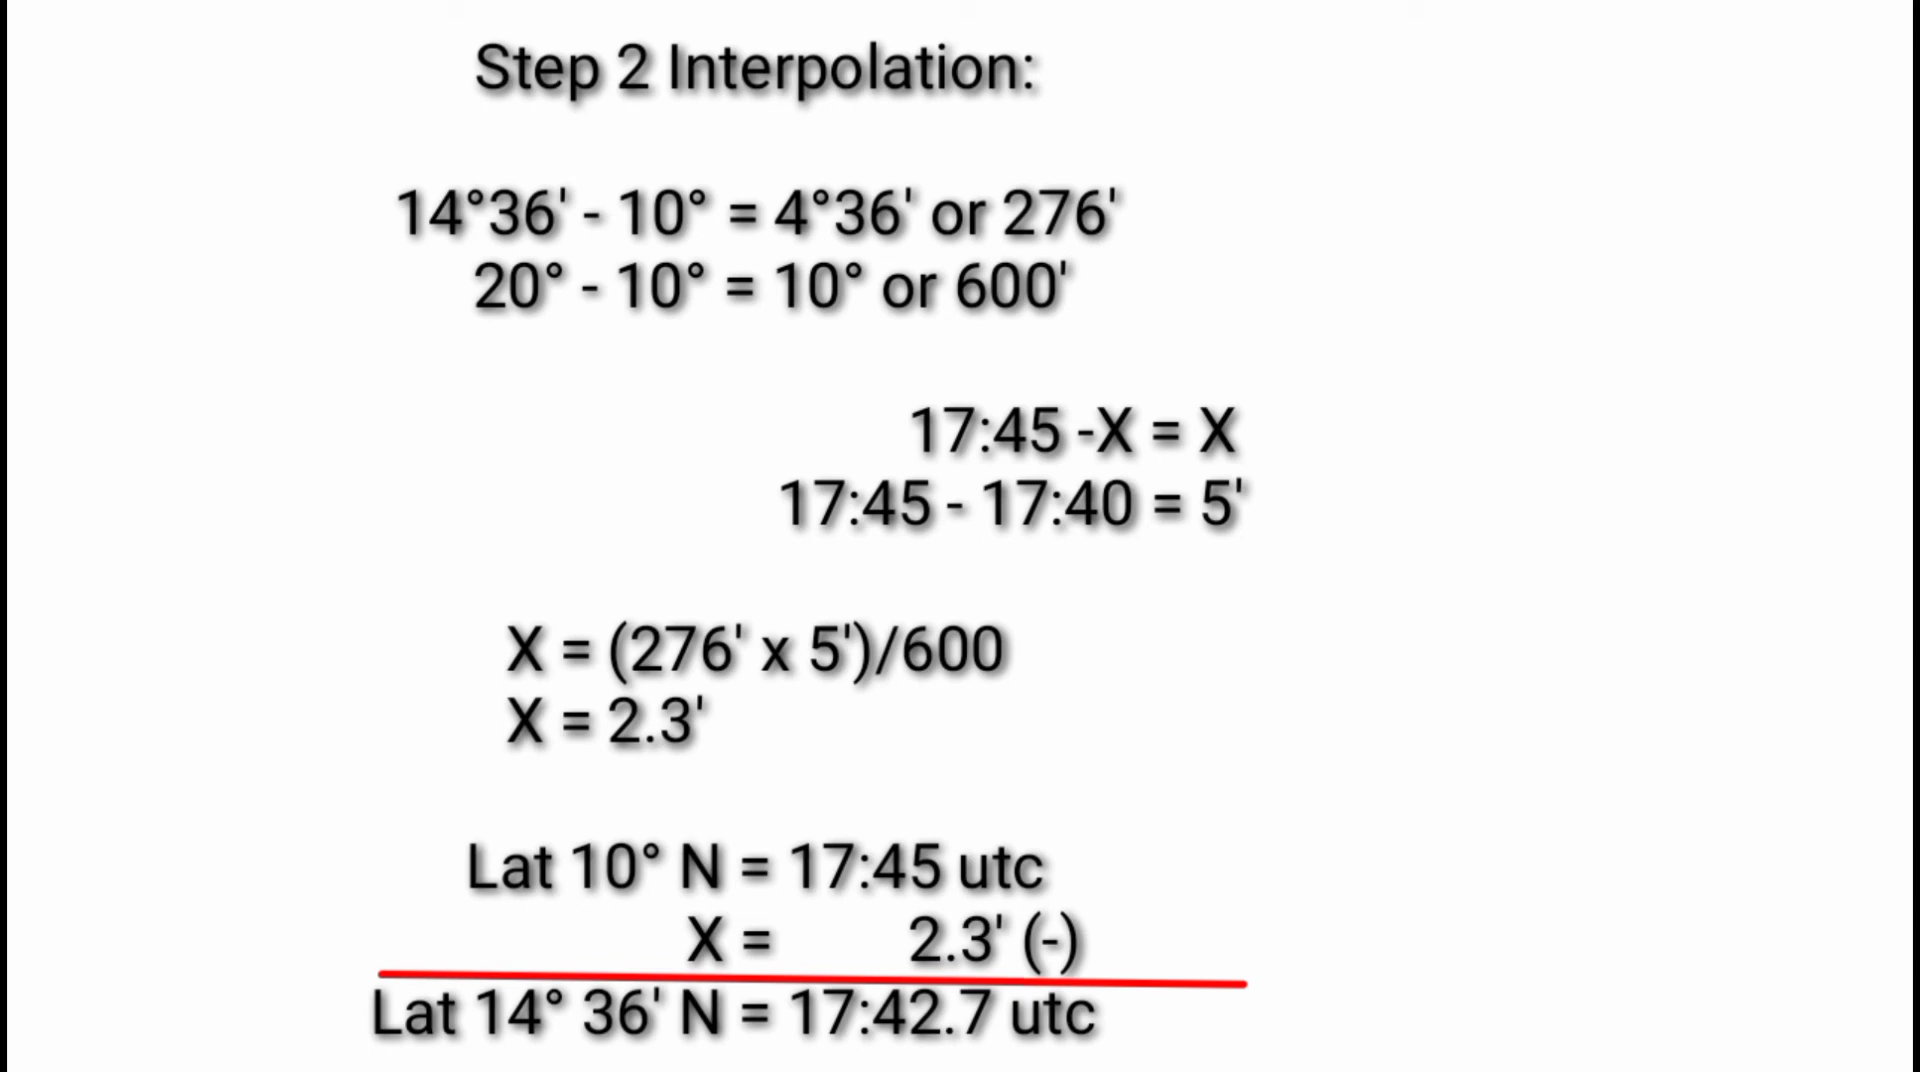 Step 2 Interpolation:
14°36' - 10° = 4°36' or 276'
20° - 10° = 10° or 600'
17:45 -X = X
17:45 - 17:40 = 5'
X = (276' x 5')/600
X = 2.3'
Lat 10° N = 17:45 utc
X = 2.3' (-)
Lat 14° 36' N = 17:42.7 utc